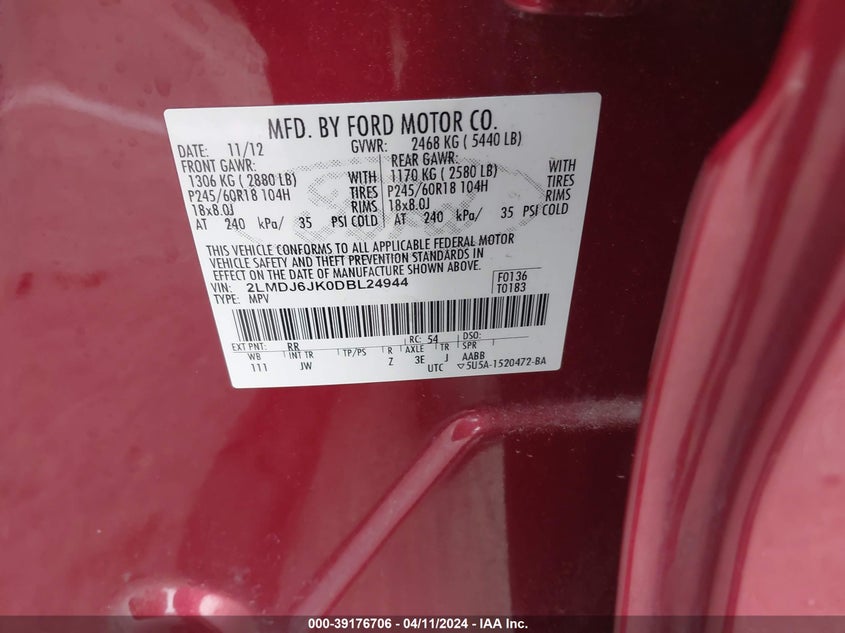 MFD. BY FORD MOTOR CO.
DATE: 11/12 GVWR: 2468 KG ( 5440 LB)
FRONT GAWR: REAR GAWR:
1306 KG ( 2880 LB) WITH 1170 KG ( 2580 LB) WITH
P245/60R18 104H TIRES P245/60R18 104H TIRES
18x8.0J RIMS 18x8.0J RIMS
AT 240 kPa/ 35 PSI COLD AT 240 kPa/ 35 PSI COLD
THIS VEHICLE CONFORMS TO ALL APPLICABLE FEDERAL MOTOR
VEHICLE SAFETY AND THEFT PREVENTION STANDARDS IN
EFFECT ON THE DATE OF MANUFACTURE SHOWN ABOVE.
VIN: 2LMDJ6JK0DBL24944 F0136
TYPE: MPV T0183
EXT PNT: RR RC: 54 DSO:
WB INT TR TP/PS R AXLE TR SPR
111 JW Z 3E J AABB
UTC ▽5U5A-1520472-BA
000-39176706 - 04/11/2024 - IAA Inc.